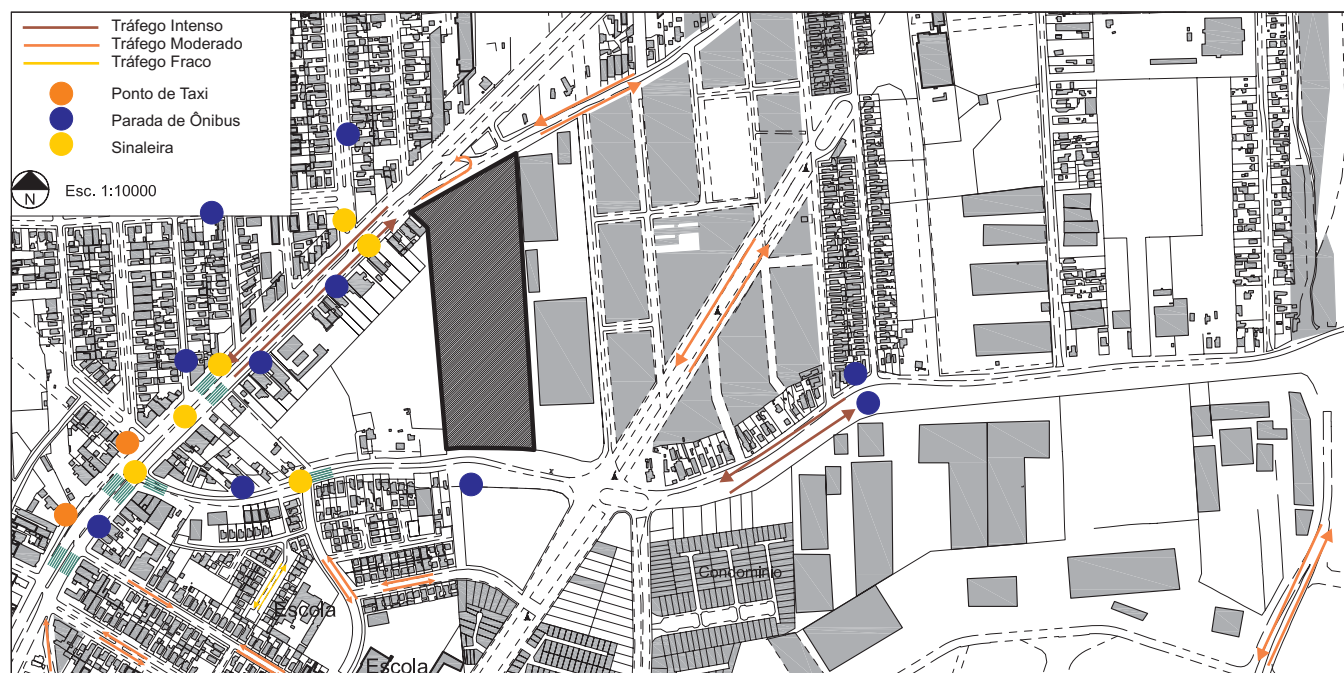 Tráfego Intenso
Tráfego Moderado
Tráfego Fraco
Ponto de Taxi
Parada de Ônibus
Sinaleira
N
Esc. 1:10000
Condomínio
Escola
Escola